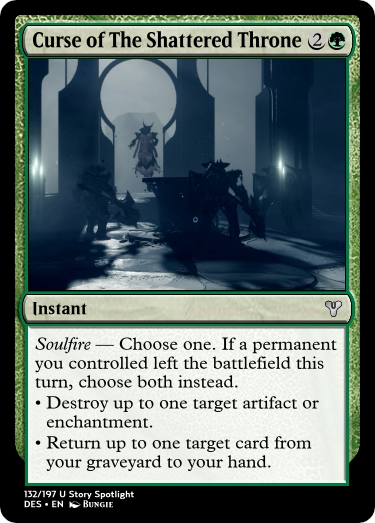 Curse of The Shattered Throne 2
Instant
Soulfire — Choose one. If a permanent
you controlled left the battlefield this
turn, choose both instead.
• Destroy up to one target artifact or
enchantment.
• Return up to one target card from
your graveyard to your hand.
132/197 U Story Spotlight
DES • EN Bungie